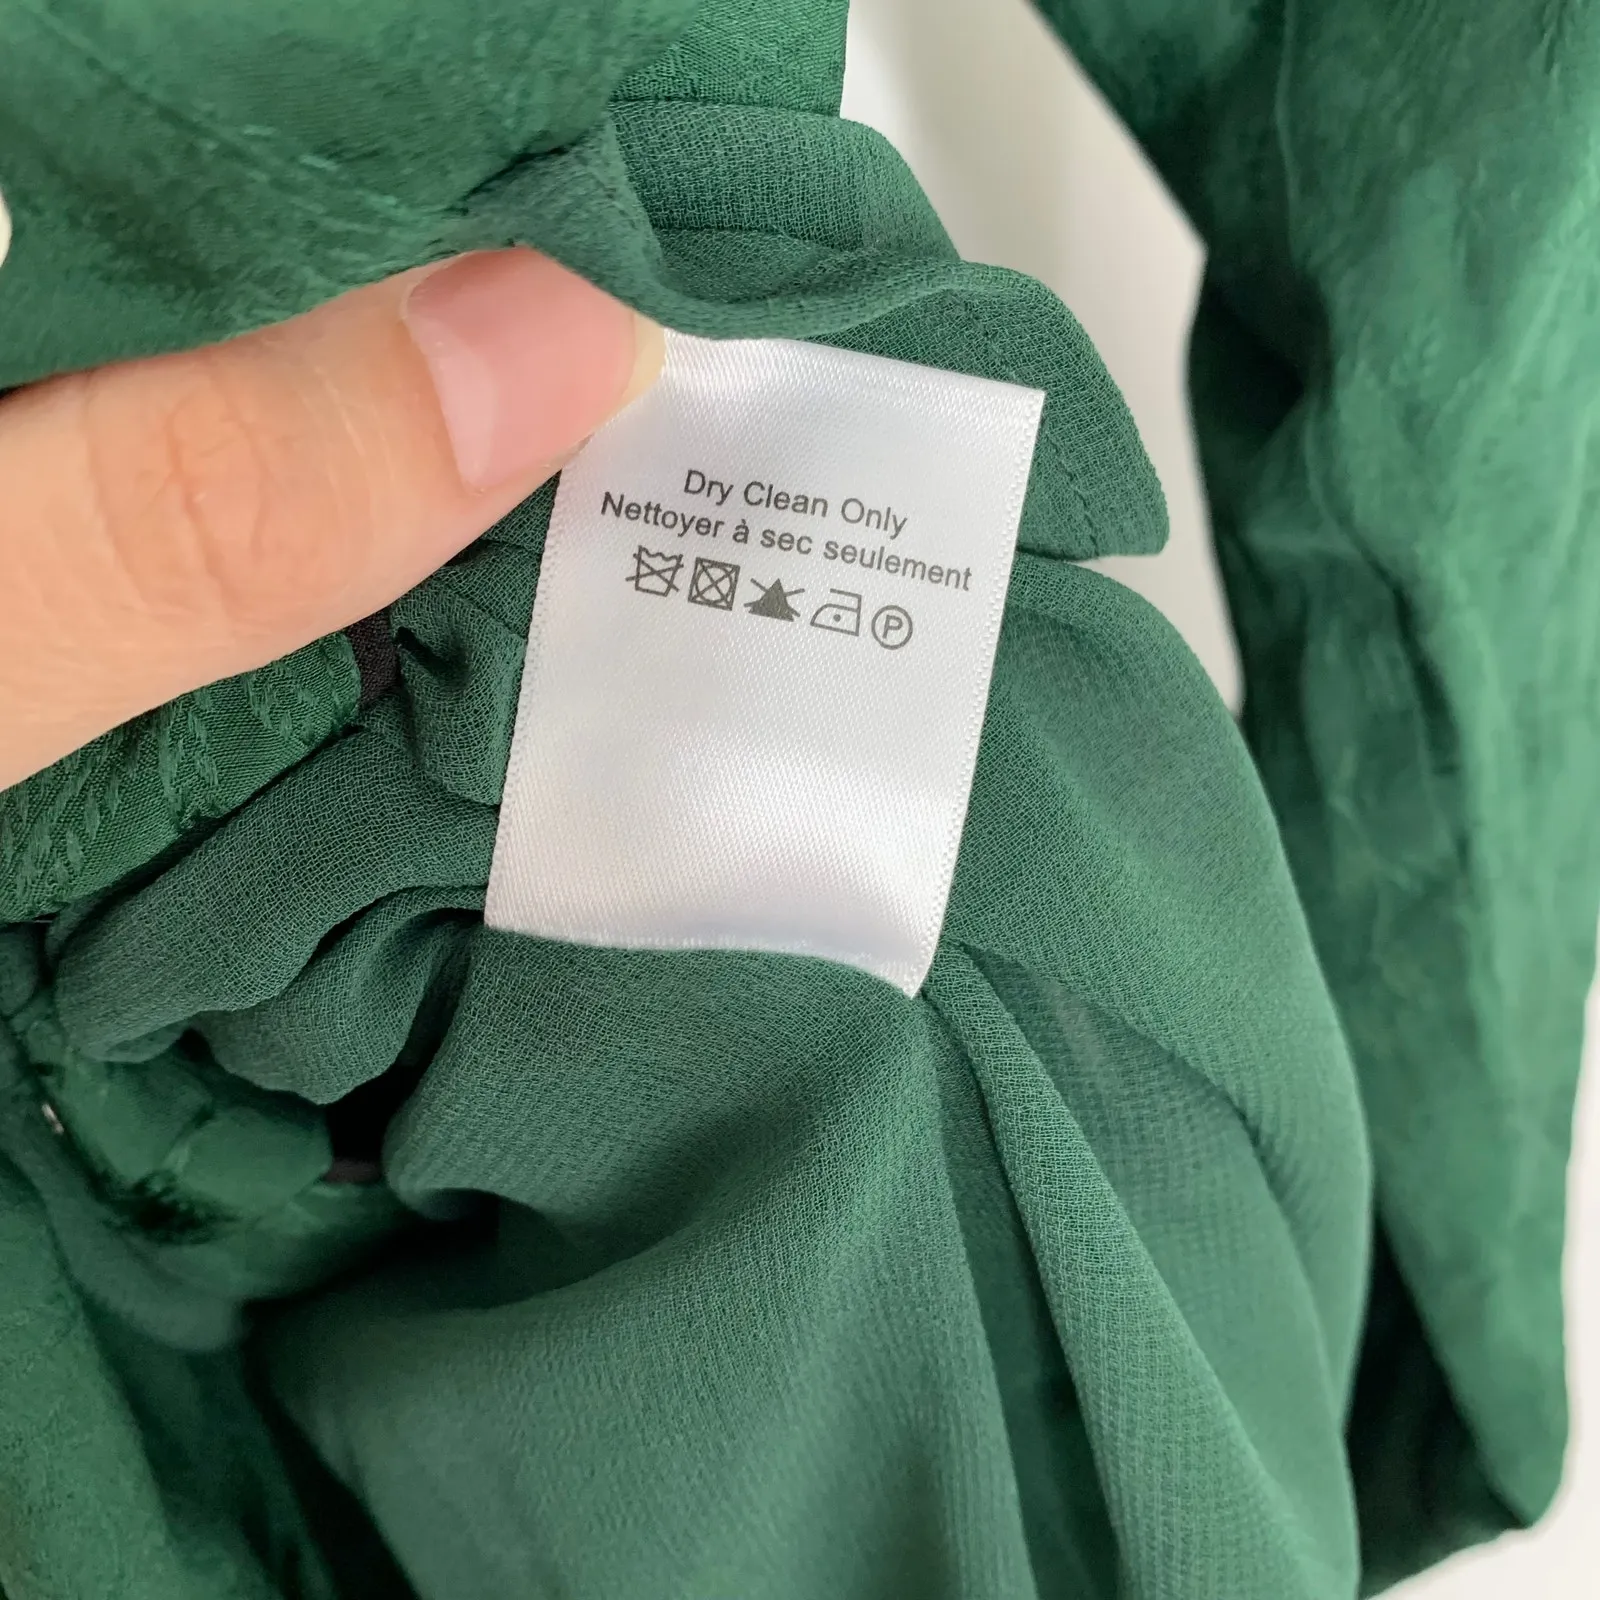 Dry Clean Only
Nettoyer à sec seulement
P